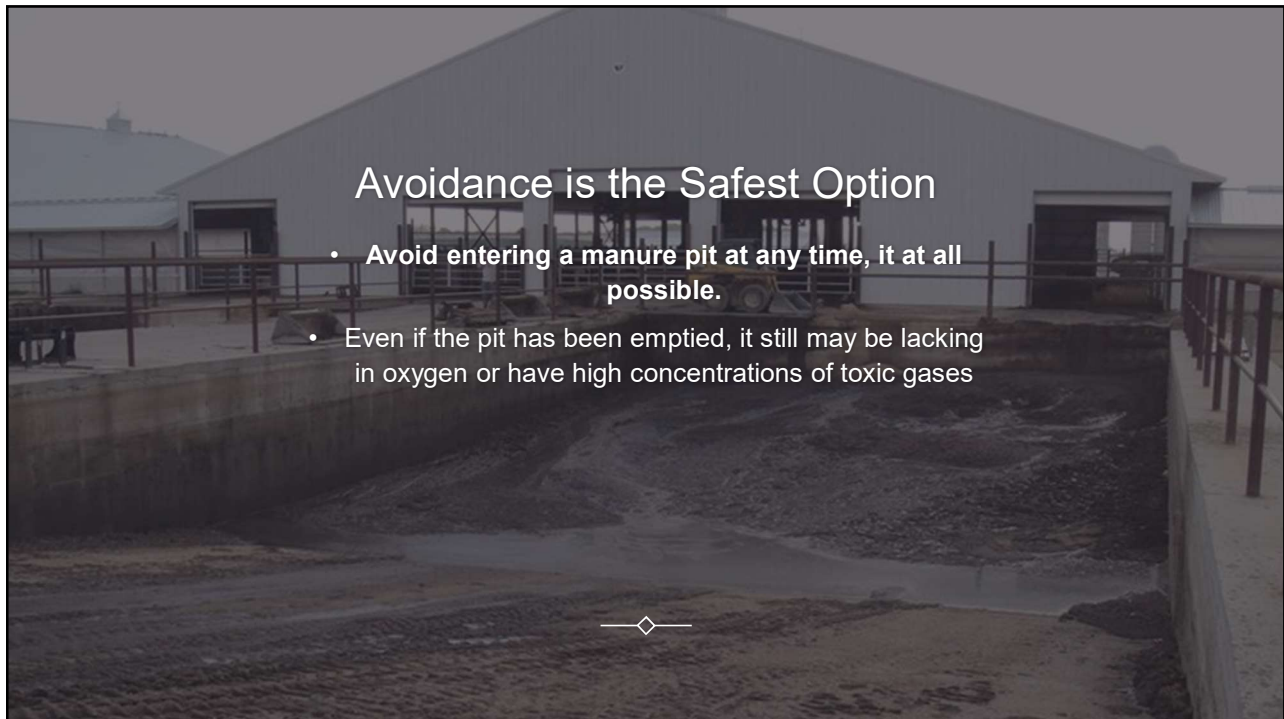 Avoidance is the Safest Option
• Avoid entering a manure pit at any time, it at all
possible.
• Even if the pit has been emptied, it still may be lacking
in oxygen or have high concentrations of toxic gases